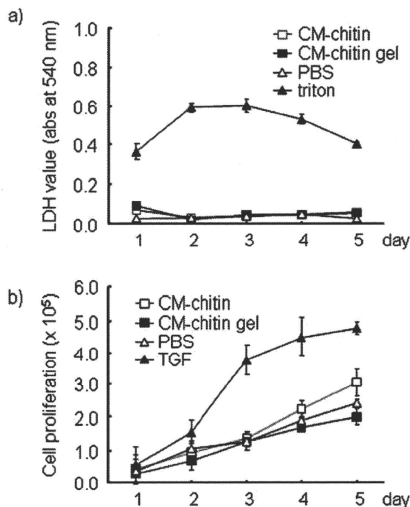 a)
LDH value (abs at 540 nm)
1.0
0.8
0.6
0.4
0.2
0.0
CM-chitin
CM-chitin gel
PBS
triton
1 2 3 4 5 day
b)
Cell proliferation (x 10⁵)
6.0
5.0
4.0
3.0
2.0
1.0
0.0
CM-chitin
CM-chitin gel
PBS
TGF
1 2 3 4 5 day